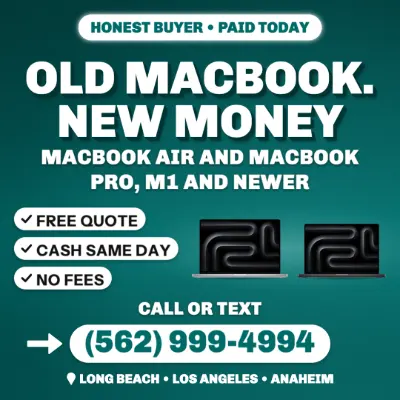 HONEST BUYER • PAID TODAY
OLD MACBOOK.
NEW MONEY
MACBOOK AIR AND MACBOOK
PRO, M1 AND NEWER
FREE QUOTE
CASH SAME DAY
NO FEES
CALL OR TEXT
(562) 999-4994
LONG BEACH • LOS ANGELES • ANAHEIM